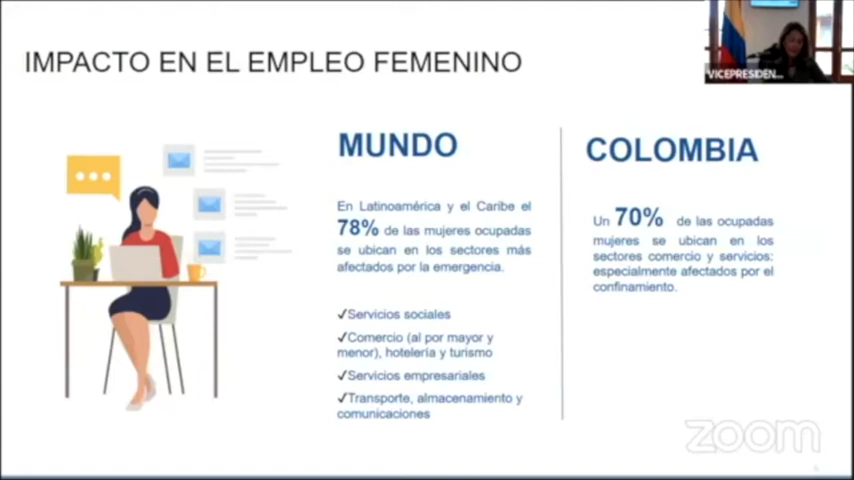 IMPACTO EN EL EMPLEO FEMENINO
VICEPRESIDEN...
MUNDO
En Latinoamérica y el Caribe el
78% de las mujeres ocupadas
se ubican en los sectores más
afectados por la emergencia.
✓Servicios sociales
✓Comercio (al por mayor y
menor), hotelería y turismo
✓Servicios empresariales
✓Transporte, almacenamiento y
comunicaciones
COLOMBIA
Un 70% de las ocupadas
mujeres se ubican en los
sectores comercio y servicios:
especialmente afectados por el
confinamiento.
zoom